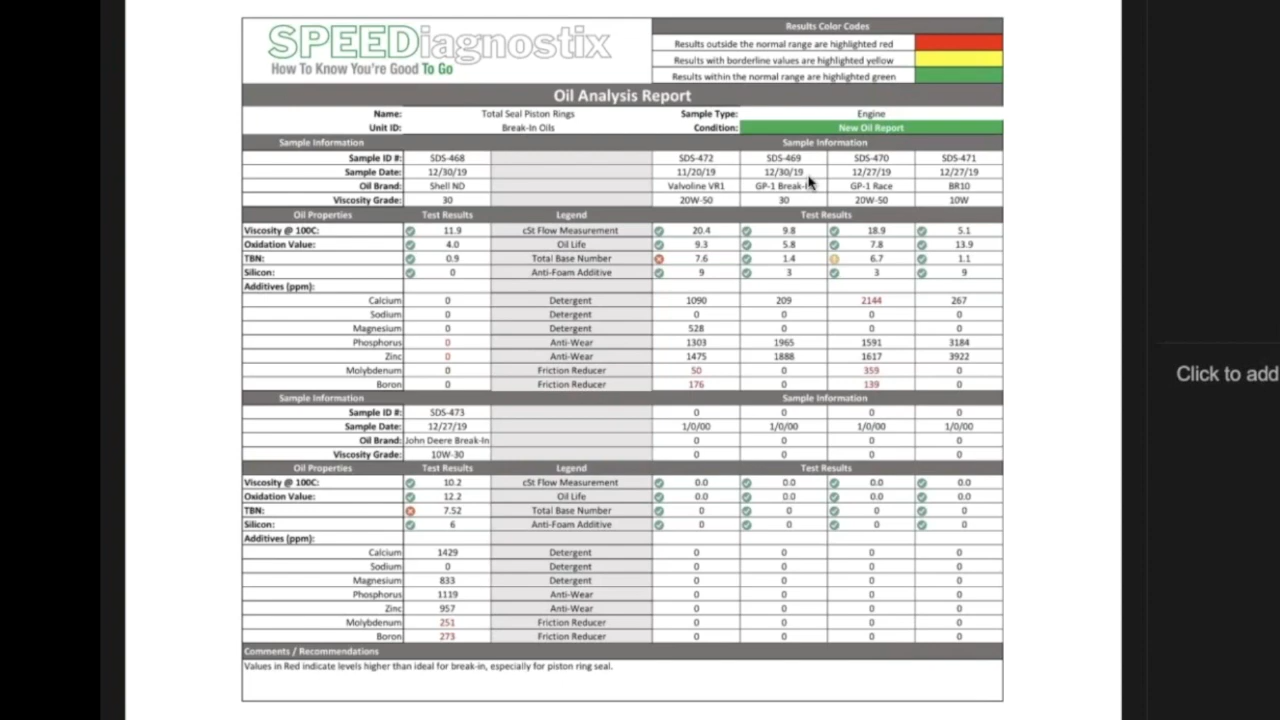 SPEEDiagnostix
How To Know You're Good To Go
Results Color Codes
Results outside the normal range are highlighted red
Results with borderline values are highlighted yellow
Results within the normal range are highlighted green
Oil Analysis Report
Name: Total Seal Piston Rings Sample Type: Engine
Unit ID: Break-In Oils Condition: New Oil Report
Sample Information Sample Information
Sample ID #: SDS-468 SDS-472 SDS-469 SDS-470 SDS-471
Sample Date: 12/30/19 11/20/19 12/30/19 12/27/19 12/27/19
Oil Brand: Shell ND Valvoline VR1 GP-1 Break-In GP-1 Race BR10
Viscosity Grade: 30 20W-50 30 20W-50 10W
Oil Properties Test Results Legend Test Results
Viscosity @ 100C: 11.9 cSt Flow Measurement 20.4 9.8 18.9 5.1
Oxidation Value: 4.0 Oil Life 9.3 5.8 7.8 13.9
TBN: 0.9 Total Base Number 7.6 1.4 6.7 1.1
Silicon: 0 Anti-Foam Additive 9 3 3 9
Additives (ppm):
Calcium 0 Detergent 1090 209 2144 267
Sodium 0 Detergent 0 0 0 0
Magnesium 0 Detergent 528 0 0 0
Phosphorus 0 Anti-Wear 1303 1965 1591 3184
Zinc 0 Anti-Wear 1475 1888 1617 3922
Molybdenum 0 Friction Reducer 50 0 359 0
Boron 0 Friction Reducer 176 0 139 0
Sample Information Sample Information
Sample ID #: SDS-473 0 0 0 0
Sample Date: 12/27/19 1/0/00 1/0/00 1/0/00 1/0/00
Oil Brand: John Deere Break-In 0 0 0 0
Viscosity Grade: 10W-30 0 0 0 0
Oil Properties Test Results Legend Test Results
Viscosity @ 100C: 10.2 cSt Flow Measurement 0.0 0.0 0.0 0.0
Oxidation Value: 12.2 Oil Life 0.0 0.0 0.0 0.0
TBN: 7.52 Total Base Number 0 0 0 0
Silicon: 6 Anti-Foam Additive 0 0 0 0
Additives (ppm):
Calcium 1429 Detergent 0 0 0 0
Sodium 0 Detergent 0 0 0 0
Magnesium 833 Detergent 0 0 0 0
Phosphorus 1119 Anti-Wear 0 0 0 0
Zinc 957 Anti-Wear 0 0 0 0
Molybdenum 251 Friction Reducer 0 0 0 0
Boron 273 Friction Reducer 0 0 0 0
Comments / Recommendations
Values in Red indicate levels higher than ideal for break-in, especially for piston ring seal.
Click to add